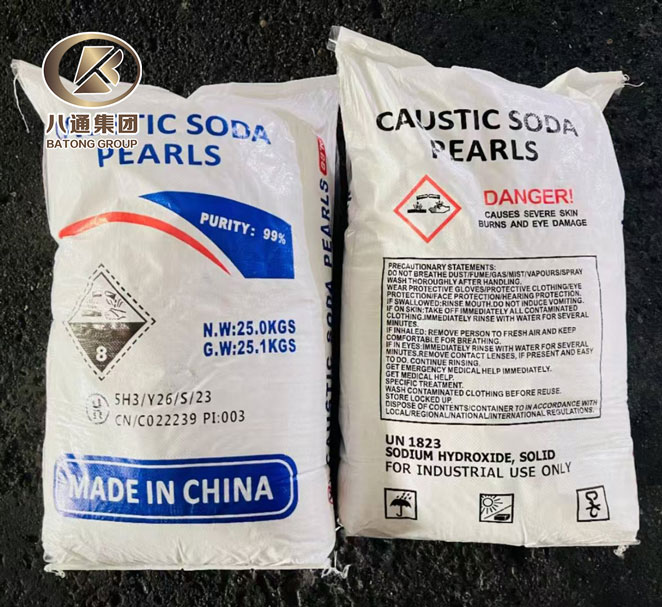 八通集团
BATONG GROUP
STIC SODA
PEARLS
PURITY: 99%
8
N.W:25.0KGS
G.W:25.1KGS
5H3/Y26/S/23
CN/C022239 PI:003
MADE IN CHINA
CAUSTIC SODA PEARLS
CAUSTIC SODA
PEARLS
DANGER!
CAUSES SEVERE SKIN
BURNS AND EYE DAMAGE
PRECAUTIONARY STATEMENTS:
DO NOT BREATHE DUST/FUME/GAS/MIST/VAPOURS/SPRAY
WASH THOROUGHLY AFTER HANDLING.
WEAR PROTECTIVE GLOVES/PROTECTIVE CLOTHING/EYE
PROTECTION/FACE PROTECTION/HEARING PROTECTION.
IF SWALLOWED:RINSE MOUTH.DO NOT INDUCE VOMITING.
IF ON SKIN:TAKE OFF IMMEDIATELY ALL CONTAMINATED
CLOTHING.IMMEDIATELY RINSE WITH WATER FOR SEVERAL
MINUTES.
IF INHALED: REMOVE PERSON TO FRESH AIR AND KEEP
COMFORTABLE FOR BREATHING.
IF IN EYES:IMMEDIATELY RINSE WITH WATER FOR SEVERAL
MINUTES.REMOVE CONTACT LENSES, IF PRESENT AND EASY
TO DO. CONTINUE RINSING.
GET EMERGENCY MEDICAL HELP IMMEDIATELY.
GET MEDICAL HELP.
SPECIFIC TREATMENT.
WASH CONTAMINATED CLOTHING BEFORE REUSE.
STORE LOCKED UP.
DISPOSE OF CONTENTS/CONTAINER TO IN ACCORDANCE WITH
LOCAL/REGIONAL/NATIONAL/INTERNATIONAL REGULATIONS.
UN 1823
SODIUM HYDROXIDE, SOLID
FOR INDUSTRIAL USE ONLY